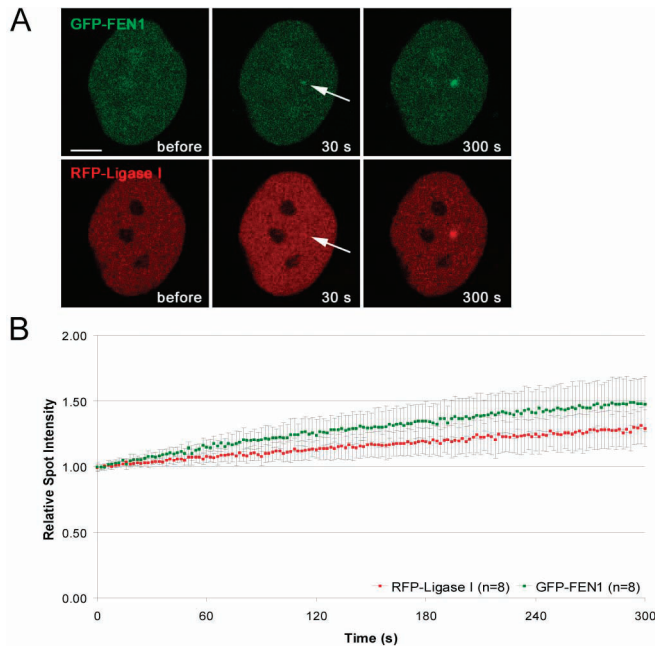 A
GFP-FEN1
before
30 s
300 s
RFP-Ligase I
before
30 s
300 s
B
2.00
1.50
1.00
0.50
0.00
Relative Spot Intensity
RFP-Ligase I (n=8)
GFP-FEN1 (n=8)
0
60
120
180
240
300
Time (s)